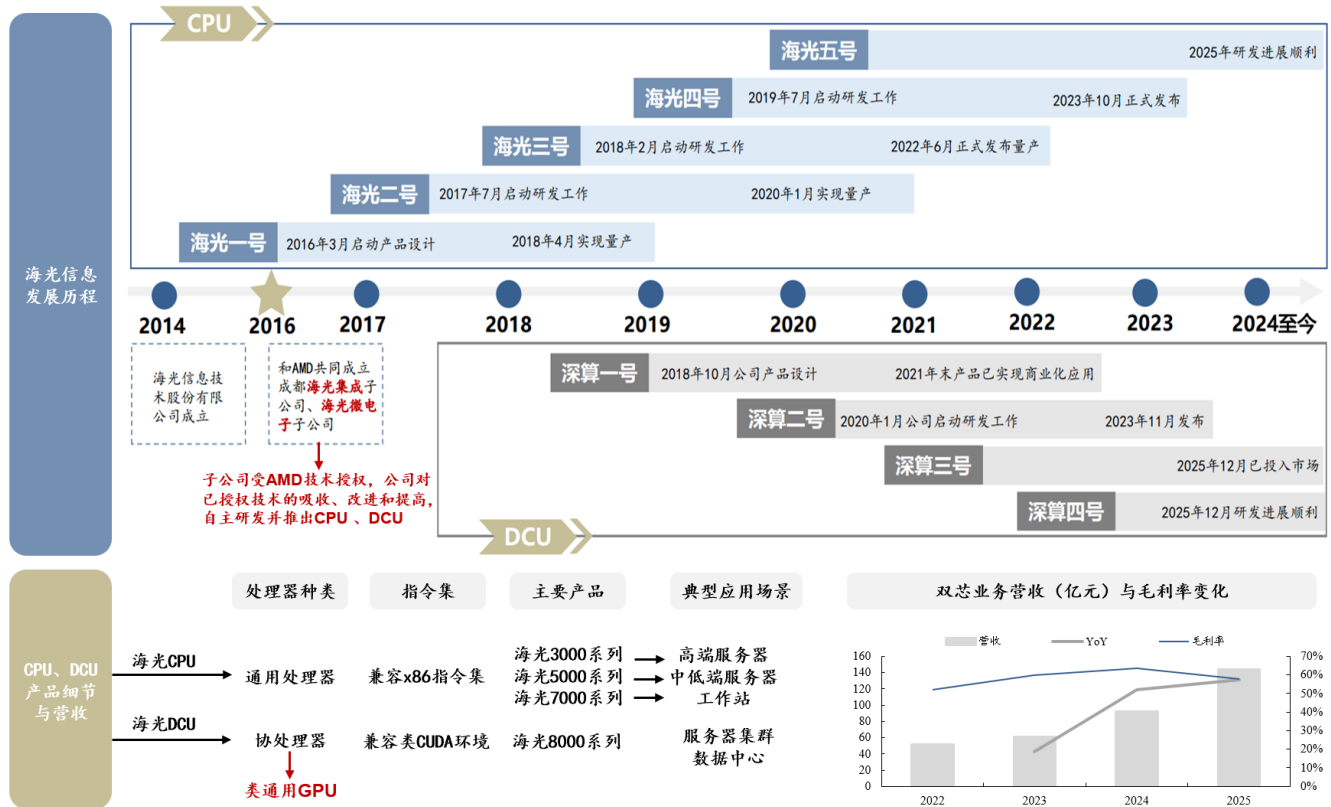 海光信息
发展历程
CPU
海光五号
2025年研发进展顺利
海光四号
2019年7月启动研发工作
2023年10月正式发布
海光三号
2018年2月启动研发工作
2022年6月正式发布量产
海光二号
2017年7月启动研发工作
2020年1月实现量产
海光一号
2016年3月启动产品设计
2018年4月实现量产
2014
2016
2017
2018
2019
2020
2021
2022
2023
2024至今
海光信息技
术股份有限
公司成立
和AMD共同成立
成都海光集成子
公司、海光微电
子子公司
子公司受AMD技术授权，公司对
已授权技术的吸收、改进和提高，
自主研发并推出CPU 、DCU
深算一号
2018年10月公司产品设计
2021年末产品已实现商业化应用
深算二号
2020年1月公司启动研发工作
2023年11月发布
深算三号
2025年12月已投入市场
深算四号
2025年12月研发进展顺利
DCU
CPU、DCU
产品细节
与营收
处理器种类
指令集
主要产品
典型应用场景
海光CPU
通用处理器
兼容x86指令集
海光3000系列
高端服务器
海光5000系列
中低端服务器
海光7000系列
工作站
海光DCU
协处理器
兼容类CUDA环境
海光8000系列
服务器集群
数据中心
类通用GPU
双芯业务营收（亿元）与毛利率变化
营收
YoY
毛利率
160
140
120
100
80
60
40
20
0
70%
60%
50%
40%
30%
20%
10%
0%
2022
2023
2024
2025